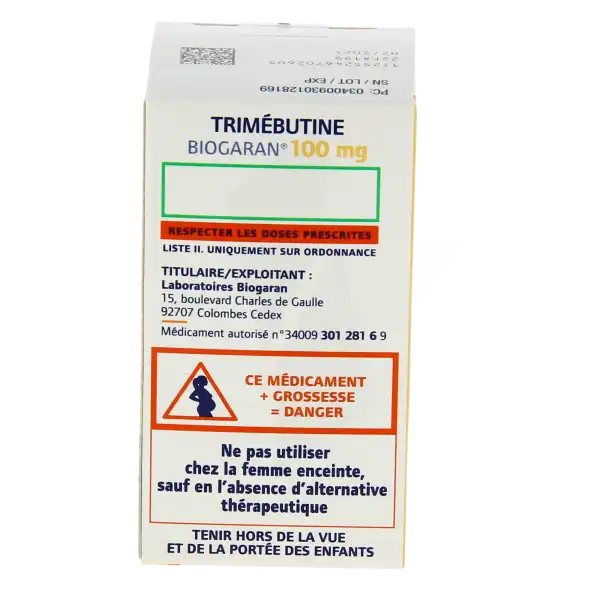 PC: 03400930128169
SN / LOT / EXP
22FA199
02/2025
TRIMÉBUTINE
BIOGARAN® 100 mg
RESPECTER LES DOSES PRESCRITES
LISTE II. UNIQUEMENT SUR ORDONNANCE
TITULAIRE/EXPLOITANT :
Laboratoires Biogaran
15, boulevard Charles de Gaulle
92707 Colombes Cedex
Médicament autorisé n°34009 301 281 6 9
CE MÉDICAMENT
+ GROSSESSE
= DANGER
Ne pas utiliser
chez la femme enceinte,
sauf en l'absence d'alternative
thérapeutique
TENIR HORS DE LA VUE
ET DE LA PORTÉE DES ENFANTS